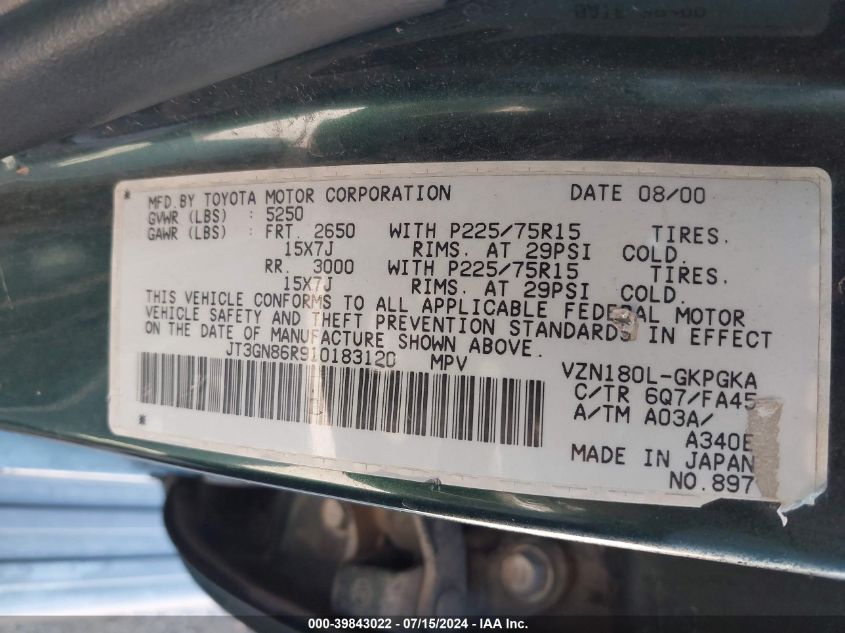 MFD. BY TOYOTA MOTOR CORPORATION DATE 08/00
GVWR (LBS) : 5250
GAWR (LBS) : FRT. 2650 WITH P225/75R15 TIRES.
15X7J RIMS. AT 29PSI COLD.
RR. 3000 WITH P225/75R15 TIRES.
15X7J RIMS. AT 29PSI COLD.
THIS VEHICLE CONFORMS TO ALL APPLICABLE FEDERAL MOTOR
VEHICLE SAFETY AND THEFT PREVENTION STANDARDS IN EFFECT
ON THE DATE OF MANUFACTURE SHOWN ABOVE.
JT3GN86R910183120 MPV
VZN180L-GKPGKA
C/TR 6Q7/FA45
A/TM A03A/
A340E
MADE IN JAPAN
NO.897
000-39843022 - 07/15/2024 - IAA Inc.